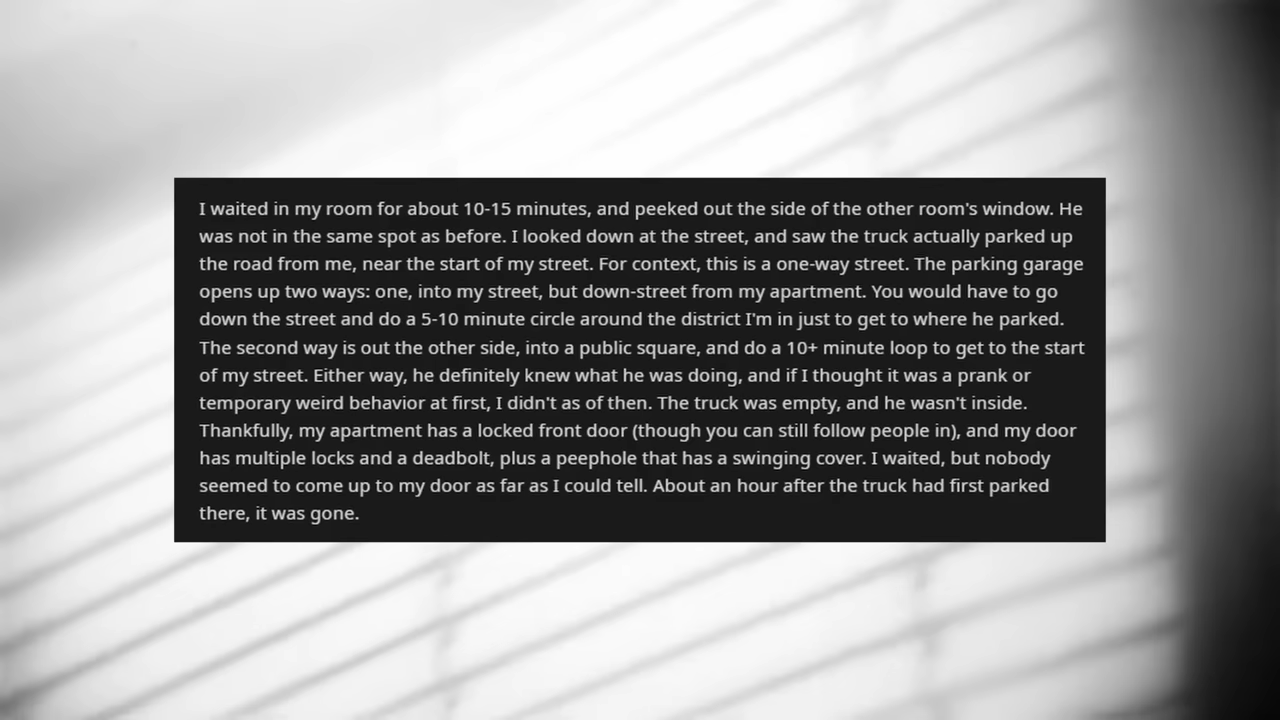 I waited in my room for about 10-15 minutes, and peeked out the side of the other room's window. He
was not in the same spot as before. I looked down at the street, and saw the truck actually parked up
the road from me, near the start of my street. For context, this is a one-way street. The parking garage
opens up two ways: one, into my street, but down-street from my apartment. You would have to go
down the street and do a 5-10 minute circle around the district I'm in just to get to where he parked.
The second way is out the other side, into a public square, and do a 10+ minute loop to get to the start
of my street. Either way, he definitely knew what he was doing, and if I thought it was a prank or
temporary weird behavior at first, I didn't as of then. The truck was empty, and he wasn't inside.
Thankfully, my apartment has a locked front door (though you can still follow people in), and my door
has multiple locks and a deadbolt, plus a peephole that has a swinging cover. I waited, but nobody
seemed to come up to my door as far as I could tell. About an hour after the truck had first parked
there, it was gone.